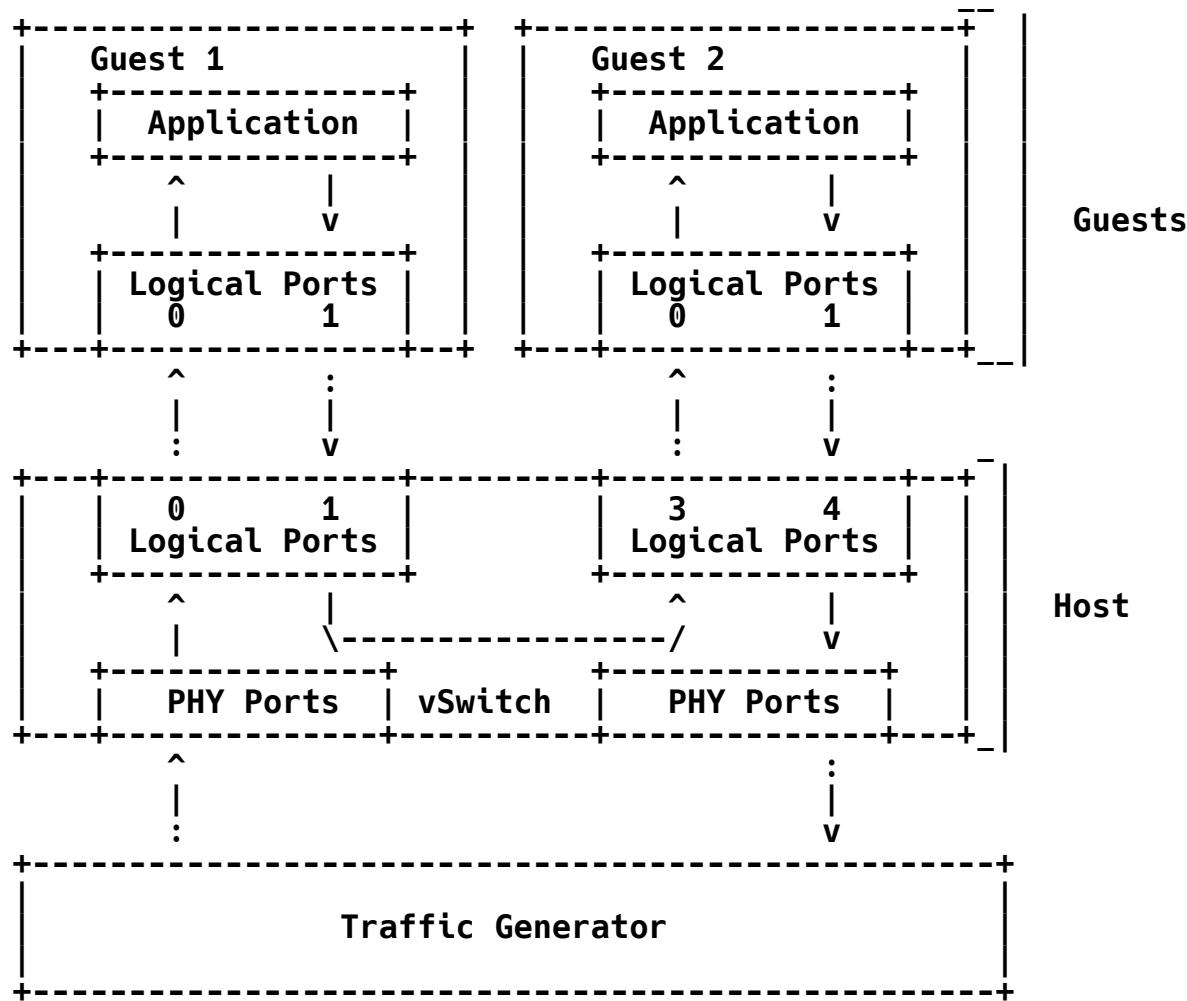 Guest 1 Guest 2
Application Application
Guests
Logical Ports Logical Ports
0 1 0 1
0 1 3 4
Logical Ports Logical Ports
Host
PHY Ports vSwitch PHY Ports
Traffic Generator